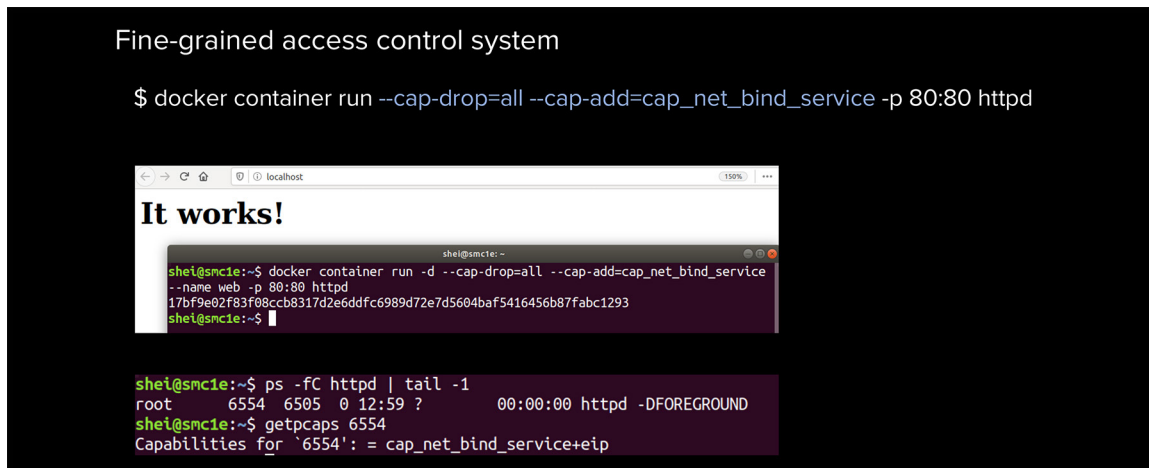 Fine-grained access control system
$ docker container run --cap-drop=all --cap-add=cap_net_bind_service -p 80:80 httpd
localhost
150%
It works!
shei@smc1e: ~
shei@smc1e:~$ docker container run -d --cap-drop=all --cap-add=cap_net_bind_service
--name web -p 80:80 httpd
17bf9e02f83f08ccb8317d2e6ddfc6989d72e7d5604baf5416456b87fabc1293
shei@smc1e:~$
shei@smc1e:~$ ps -fC httpd | tail -1
root 6554 6505 0 12:59 ? 00:00:00 httpd -DFOREGROUND
shei@smc1e:~$ getpcaps 6554
Capabilities for `6554': = cap_net_bind_service+eip